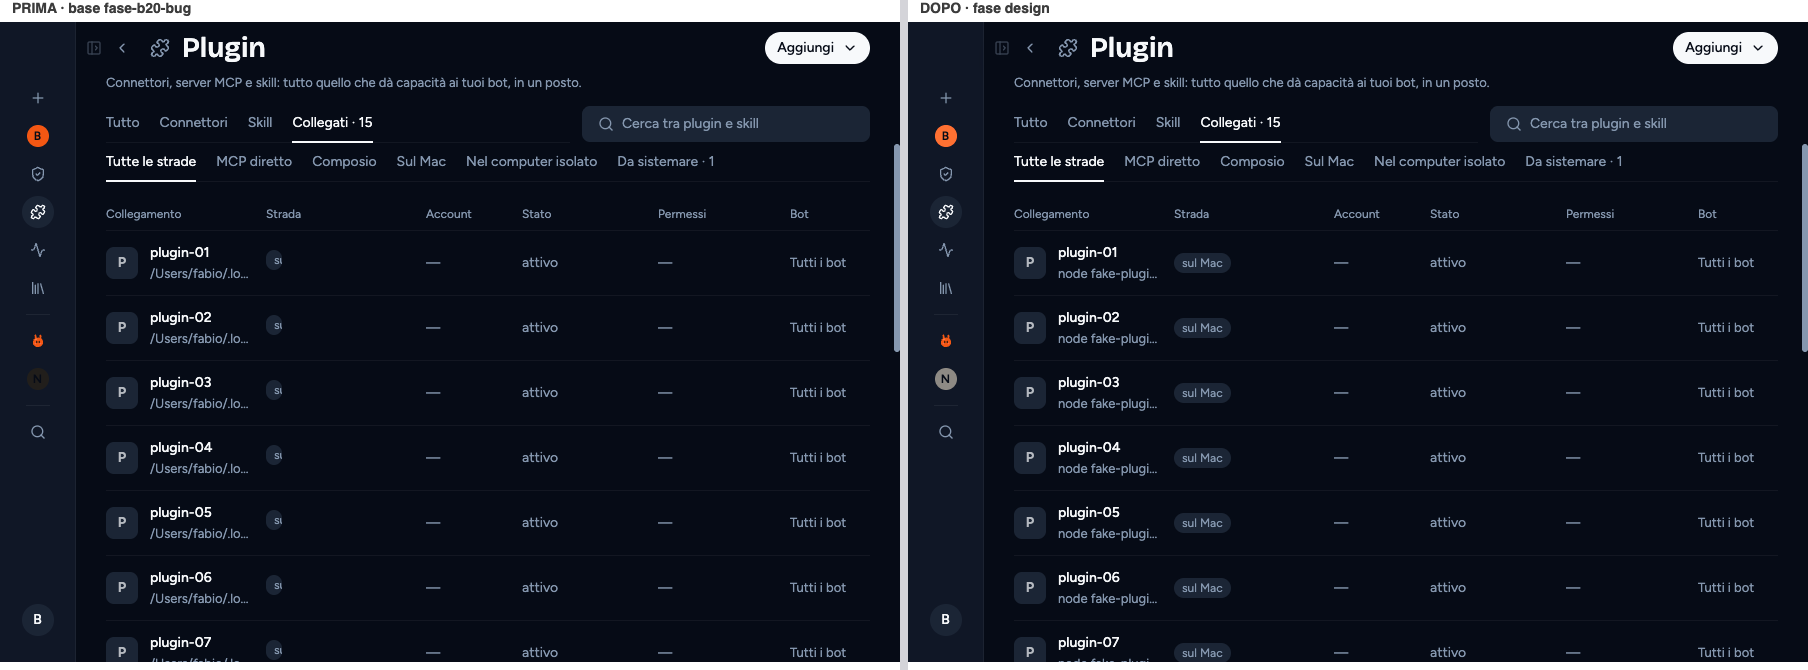 PRIMA · base fase-b20-bug
Plugin
Aggiungi
Connettori, server MCP e skill: tutto quello che dà capacità ai tuoi bot, in un posto.
Tutto Connettori Skill Collegati · 15
Cerca tra plugin e skill
Tutte le strade MCP diretto Composio Sul Mac Nel computer isolato Da sistemare · 1
Collegamento Strada Account Stato Permessi Bot
P plugin-01 su — attivo — Tutti i bot
/Users/fabio/.lo...
P plugin-02 su — attivo — Tutti i bot
/Users/fabio/.lo...
P plugin-03 su — attivo — Tutti i bot
/Users/fabio/.lo...
P plugin-04 su — attivo — Tutti i bot
/Users/fabio/.lo...
P plugin-05 su — attivo — Tutti i bot
/Users/fabio/.lo...
P plugin-06 su — attivo — Tutti i bot
/Users/fabio/.lo...
P plugin-07 su — attivo — Tutti i bot
B
N
B
DOPO · fase design
Plugin
Aggiungi
Connettori, server MCP e skill: tutto quello che dà capacità ai tuoi bot, in un posto.
Tutto Connettori Skill Collegati · 15
Cerca tra plugin e skill
Tutte le strade MCP diretto Composio Sul Mac Nel computer isolato Da sistemare · 1
Collegamento Strada Account Stato Permessi Bot
P plugin-01 sul Mac — attivo — Tutti i bot
node fake-plugi...
P plugin-02 sul Mac — attivo — Tutti i bot
node fake-plugi...
P plugin-03 sul Mac — attivo — Tutti i bot
node fake-plugi...
P plugin-04 sul Mac — attivo — Tutti i bot
node fake-plugi...
P plugin-05 sul Mac — attivo — Tutti i bot
node fake-plugi...
P plugin-06 sul Mac — attivo — Tutti i bot
node fake-plugi...
P plugin-07 sul Mac — attivo — Tutti i bot
B
N
B